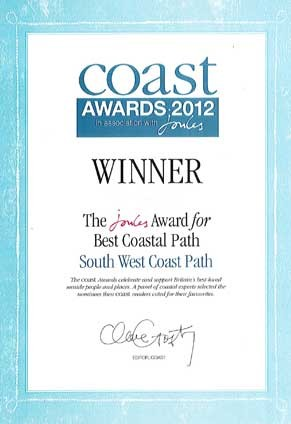 coast
AWARDS 2012
in association with Joules
WINNER
The Joules Award for
Best Coastal Path
South West Coast Path
The coast Awards celebrate and support Britain's best-loved
seaside people and places. A panel of coastal experts selected the
nominees then coast readers voted for their favourites.
EDITOR, COAST